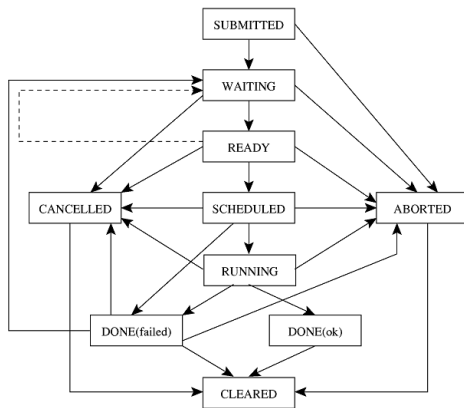 SUBMITTED
WAITING
READY
CANCELLED
SCHEDULED
ABORTED
RUNNING
DONE(failed)
DONE(ok)
CLEARED